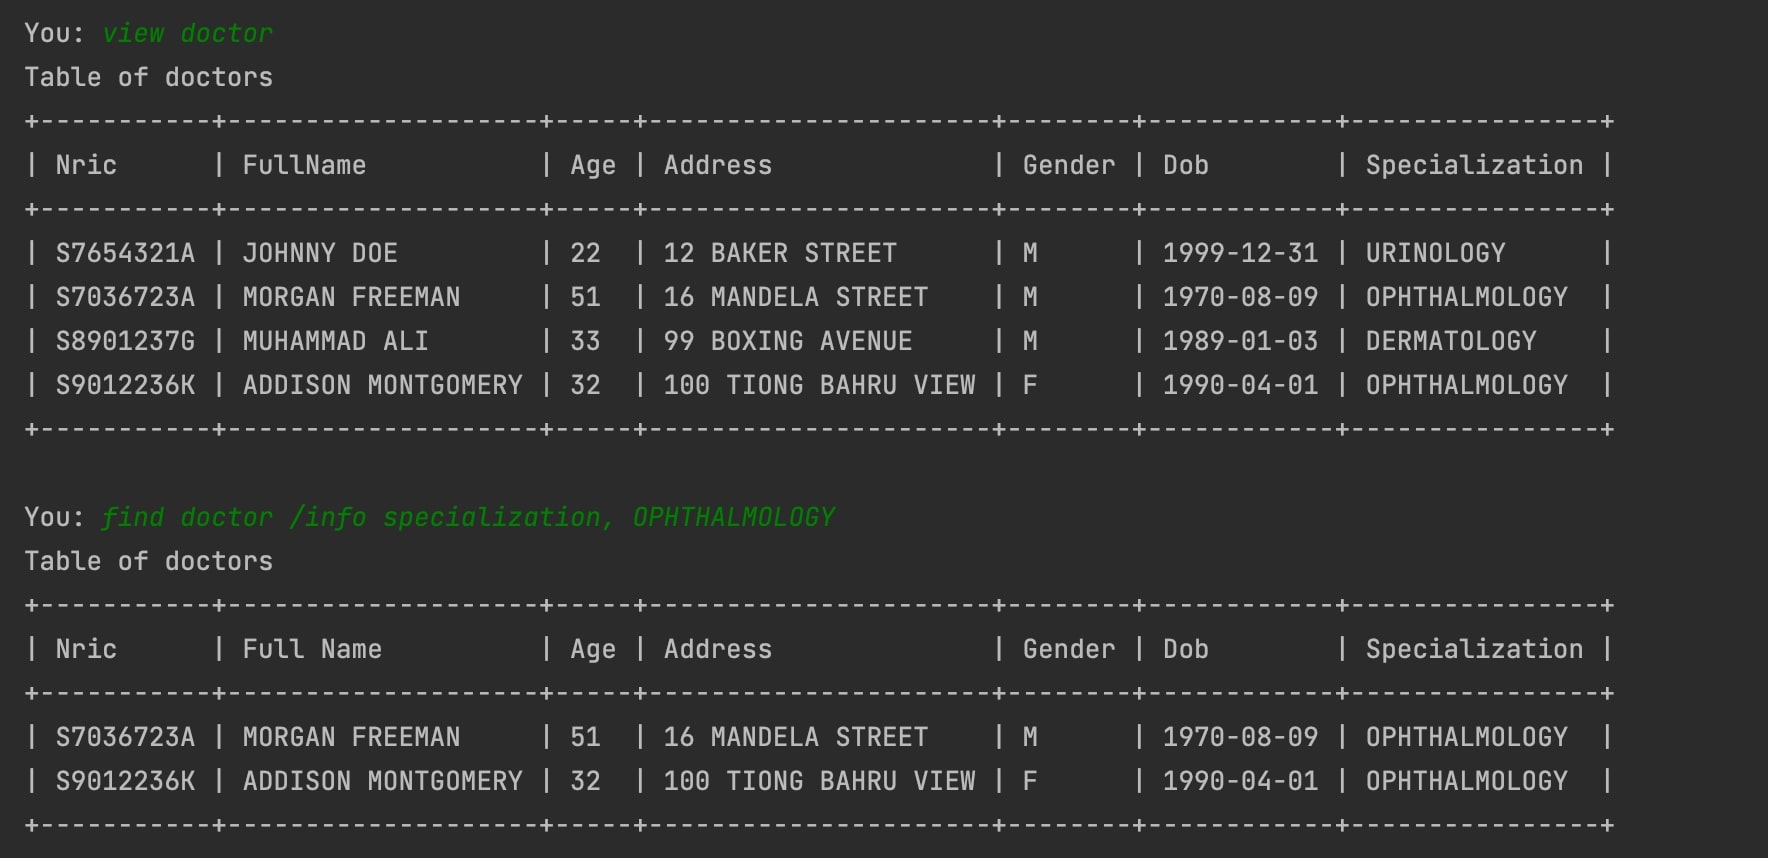 You: view doctor
Table of doctors
+-----------+--------------------+-----+----------------------+--------+------------+----------------+
| Nric      | FullName           | Age | Address              | Gender | Dob        | Specialization |
+-----------+--------------------+-----+----------------------+--------+------------+----------------+
| S7654321A | JOHNNY DOE         | 22  | 12 BAKER STREET      | M      | 1999-12-31 | URINOLOGY      |
| S7036723A | MORGAN FREEMAN     | 51  | 16 MANDELA STREET    | M      | 1970-08-09 | OPHTHALMOLOGY  |
| S8901237G | MUHAMMAD ALI       | 33  | 99 BOXING AVENUE     | M      | 1989-01-03 | DERMATOLOGY    |
| S9012236K | ADDISON MONTGOMERY | 32  | 100 TIONG BAHRU VIEW | F      | 1990-04-01 | OPHTHALMOLOGY  |
+-----------+--------------------+-----+----------------------+--------+------------+----------------+

You: find doctor /info specialization, OPHTHALMOLOGY
Table of doctors
+-----------+--------------------+-----+----------------------+--------+------------+----------------+
| Nric      | Full Name          | Age | Address              | Gender | Dob        | Specialization |
+-----------+--------------------+-----+----------------------+--------+------------+----------------+
| S7036723A | MORGAN FREEMAN     | 51  | 16 MANDELA STREET    | M      | 1970-08-09 | OPHTHALMOLOGY  |
| S9012236K | ADDISON MONTGOMERY | 32  | 100 TIONG BAHRU VIEW | F      | 1990-04-01 | OPHTHALMOLOGY  |
+-----------+--------------------+-----+----------------------+--------+------------+----------------+